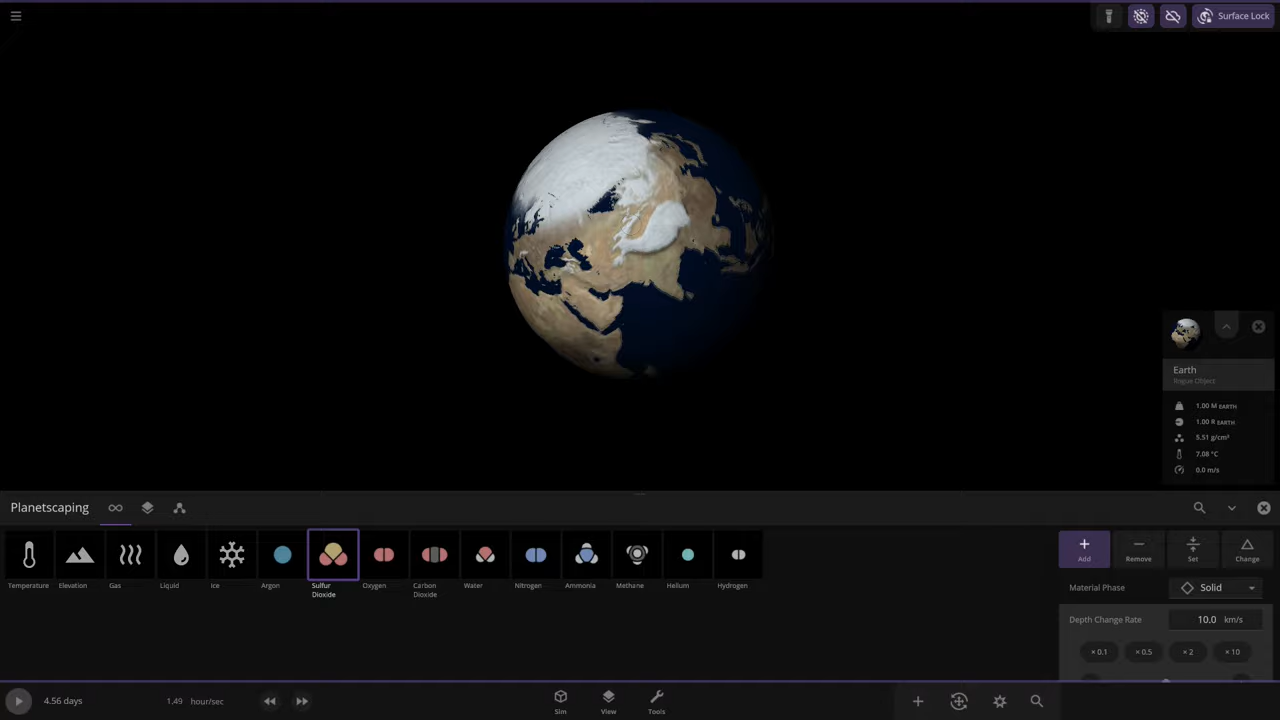 Surface Lock
Earth
Rogue Object
1.00 M EARTH
1.00 R EARTH
5.51 g/cm³
7.08 °C
0.0 m/s
Planetscaping
Temperature
Elevation
Gas
Liquid
Ice
Argon
Sulfur
Dioxide
Oxygen
Carbon
Dioxide
Water
Nitrogen
Ammonia
Methane
Helium
Hydrogen
Add
Remove
Set
Change
Material Phase
Solid
Depth Change Rate
10.0 km/s
× 0.1
× 0.5
× 2
× 10
4.56 days
1.49 hour/sec
Sim
View
Tools